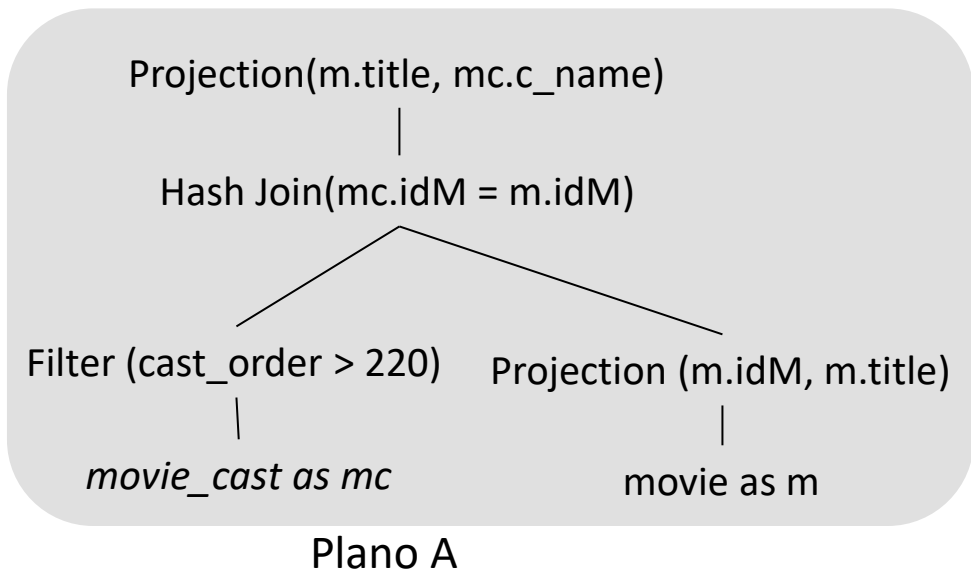 Projection(m.title, mc.c_name)
Hash Join(mc.idM = m.idM)
Filter (cast_order > 220)
Projection (m.idM, m.title)
movie_cast as mc
movie as m
Plano A